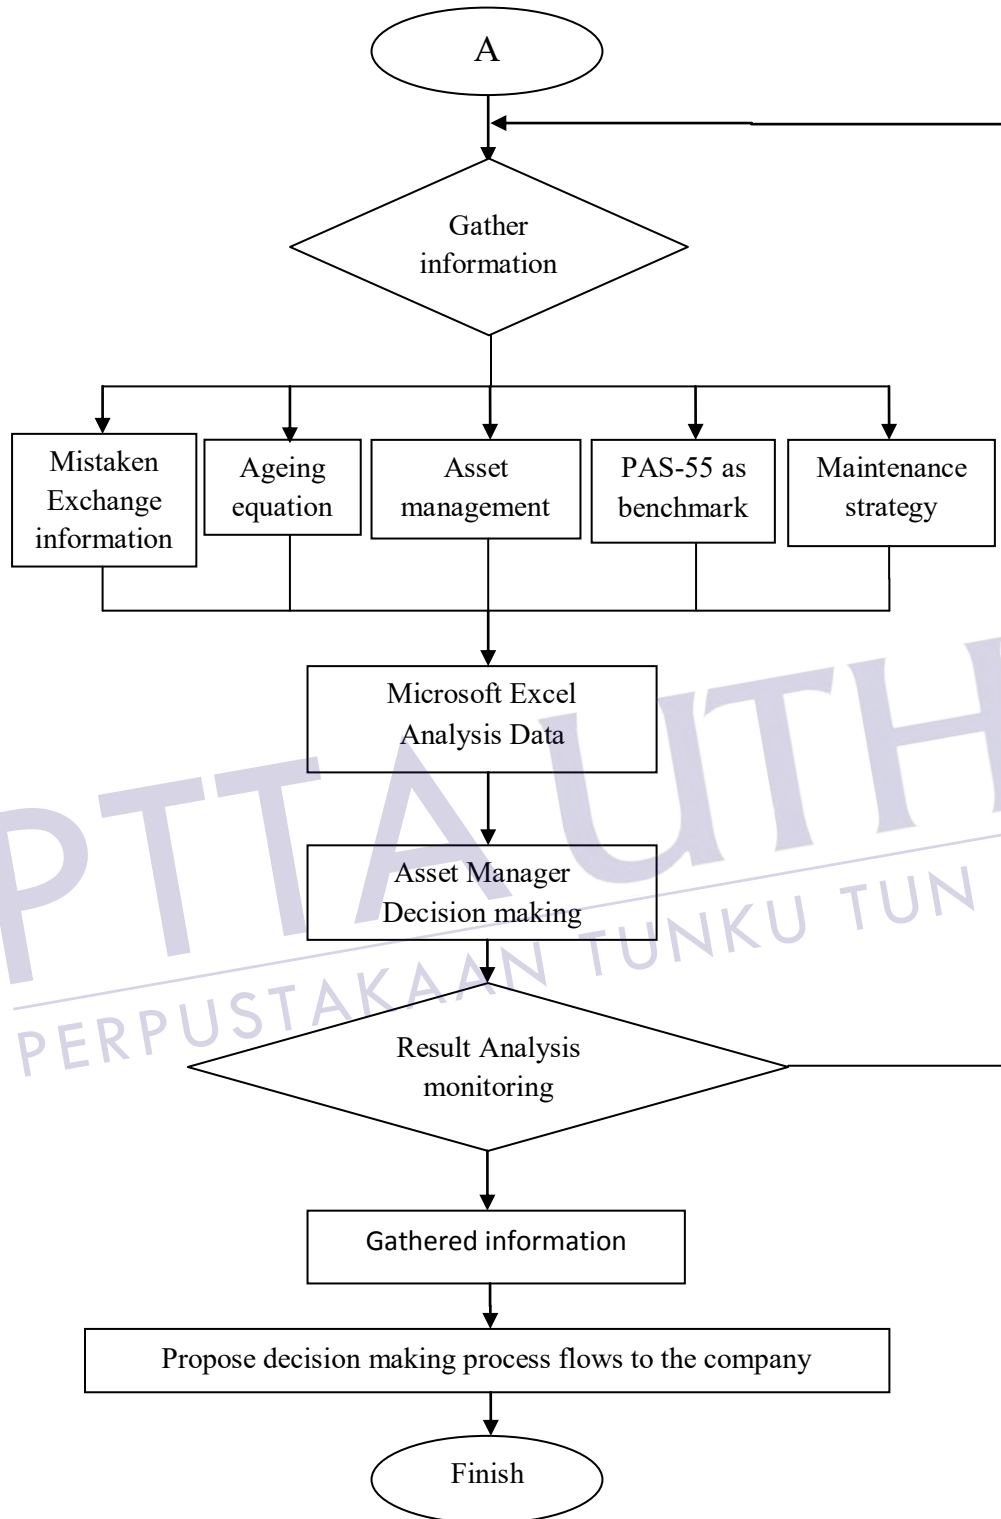 A
Gather
information
Mistaken
Exchange
information
Ageing
equation
Asset
management
PAS-55 as
benchmark
Maintenance
strategy
Microsoft Excel
Analysis Data
Asset Manager
Decision making
Result Analysis
monitoring
Gathered information
Propose decision making process flows to the company
Finish
PTTA UTH
PERPUSTAKAAN TUNKU TUN